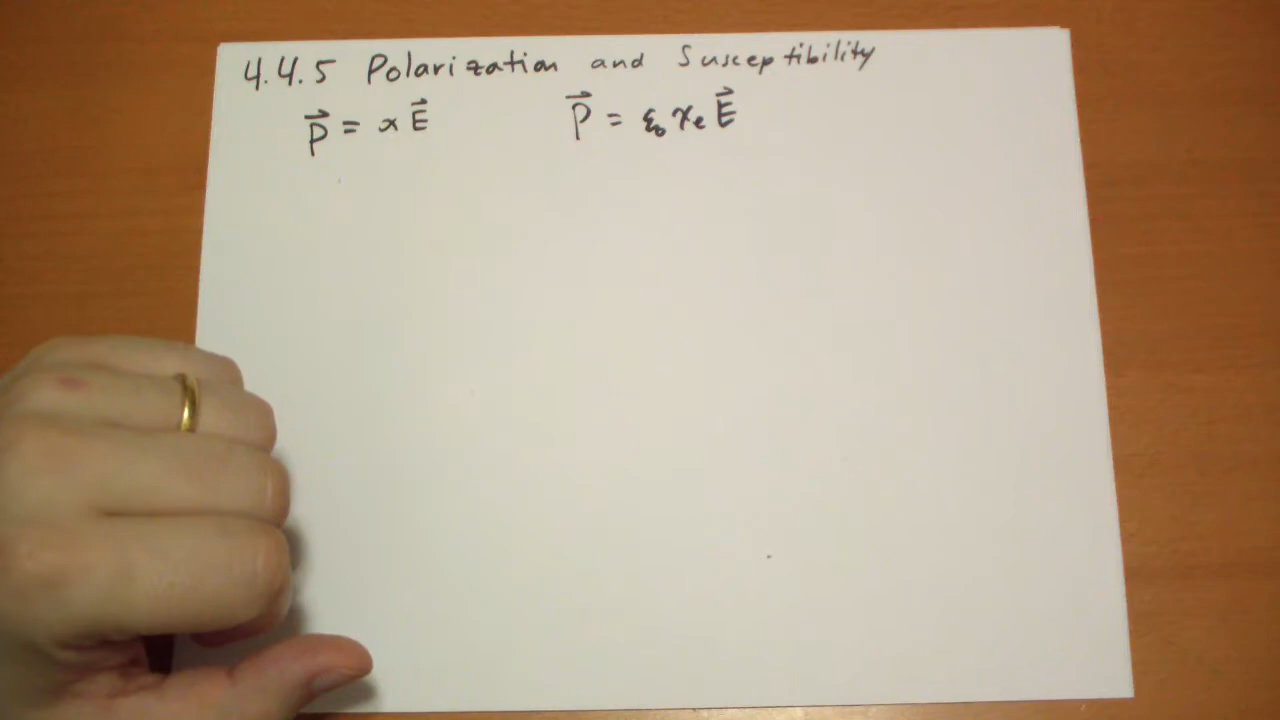 4.4.5 Polarization and Susceptibility
p⃗ = αE⃗ P⃗ = ε₀χₑE⃗